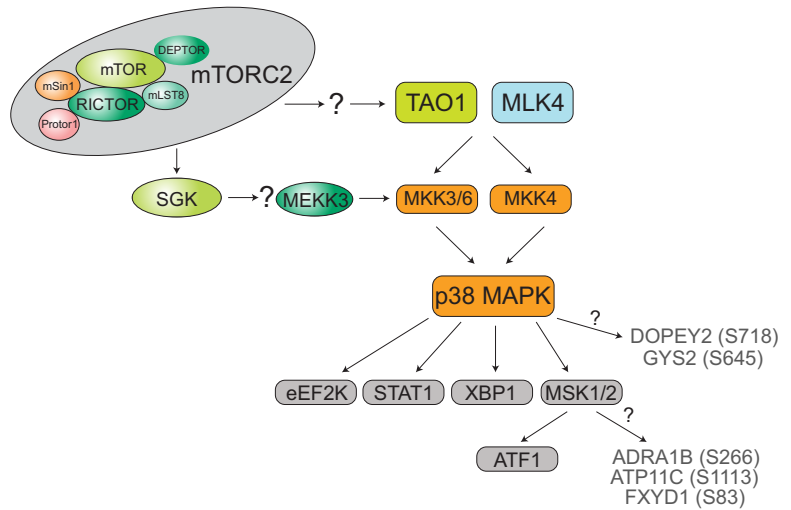 DEPTOR
mTOR
mTORC2
mSin1
mLST8
RICTOR
Protor1
?
TAO1
MLK4
SGK
?
MEKK3
MKK3/6
MKK4
p38 MAPK
?
DOPEY2 (S718)
GYS2 (S645)
eEF2K
STAT1
XBP1
MSK1/2
?
ATF1
ADRA1B (S266)
ATP11C (S1113)
FXYD1 (S83)